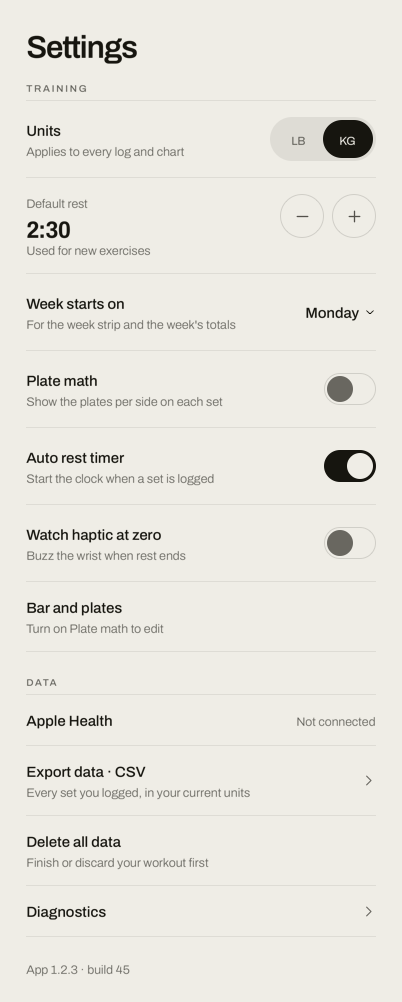 Settings
TRAINING
Units
Applies to every log and chart
LB
KG
Default rest
2:30
Used for new exercises
Week starts on
For the week strip and the week's totals
Monday
Plate math
Show the plates per side on each set
Auto rest timer
Start the clock when a set is logged
Watch haptic at zero
Buzz the wrist when rest ends
Bar and plates
Turn on Plate math to edit
DATA
Apple Health
Not connected
Export data · CSV
Every set you logged, in your current units
Delete all data
Finish or discard your workout first
Diagnostics
App 1.2.3 · build 45